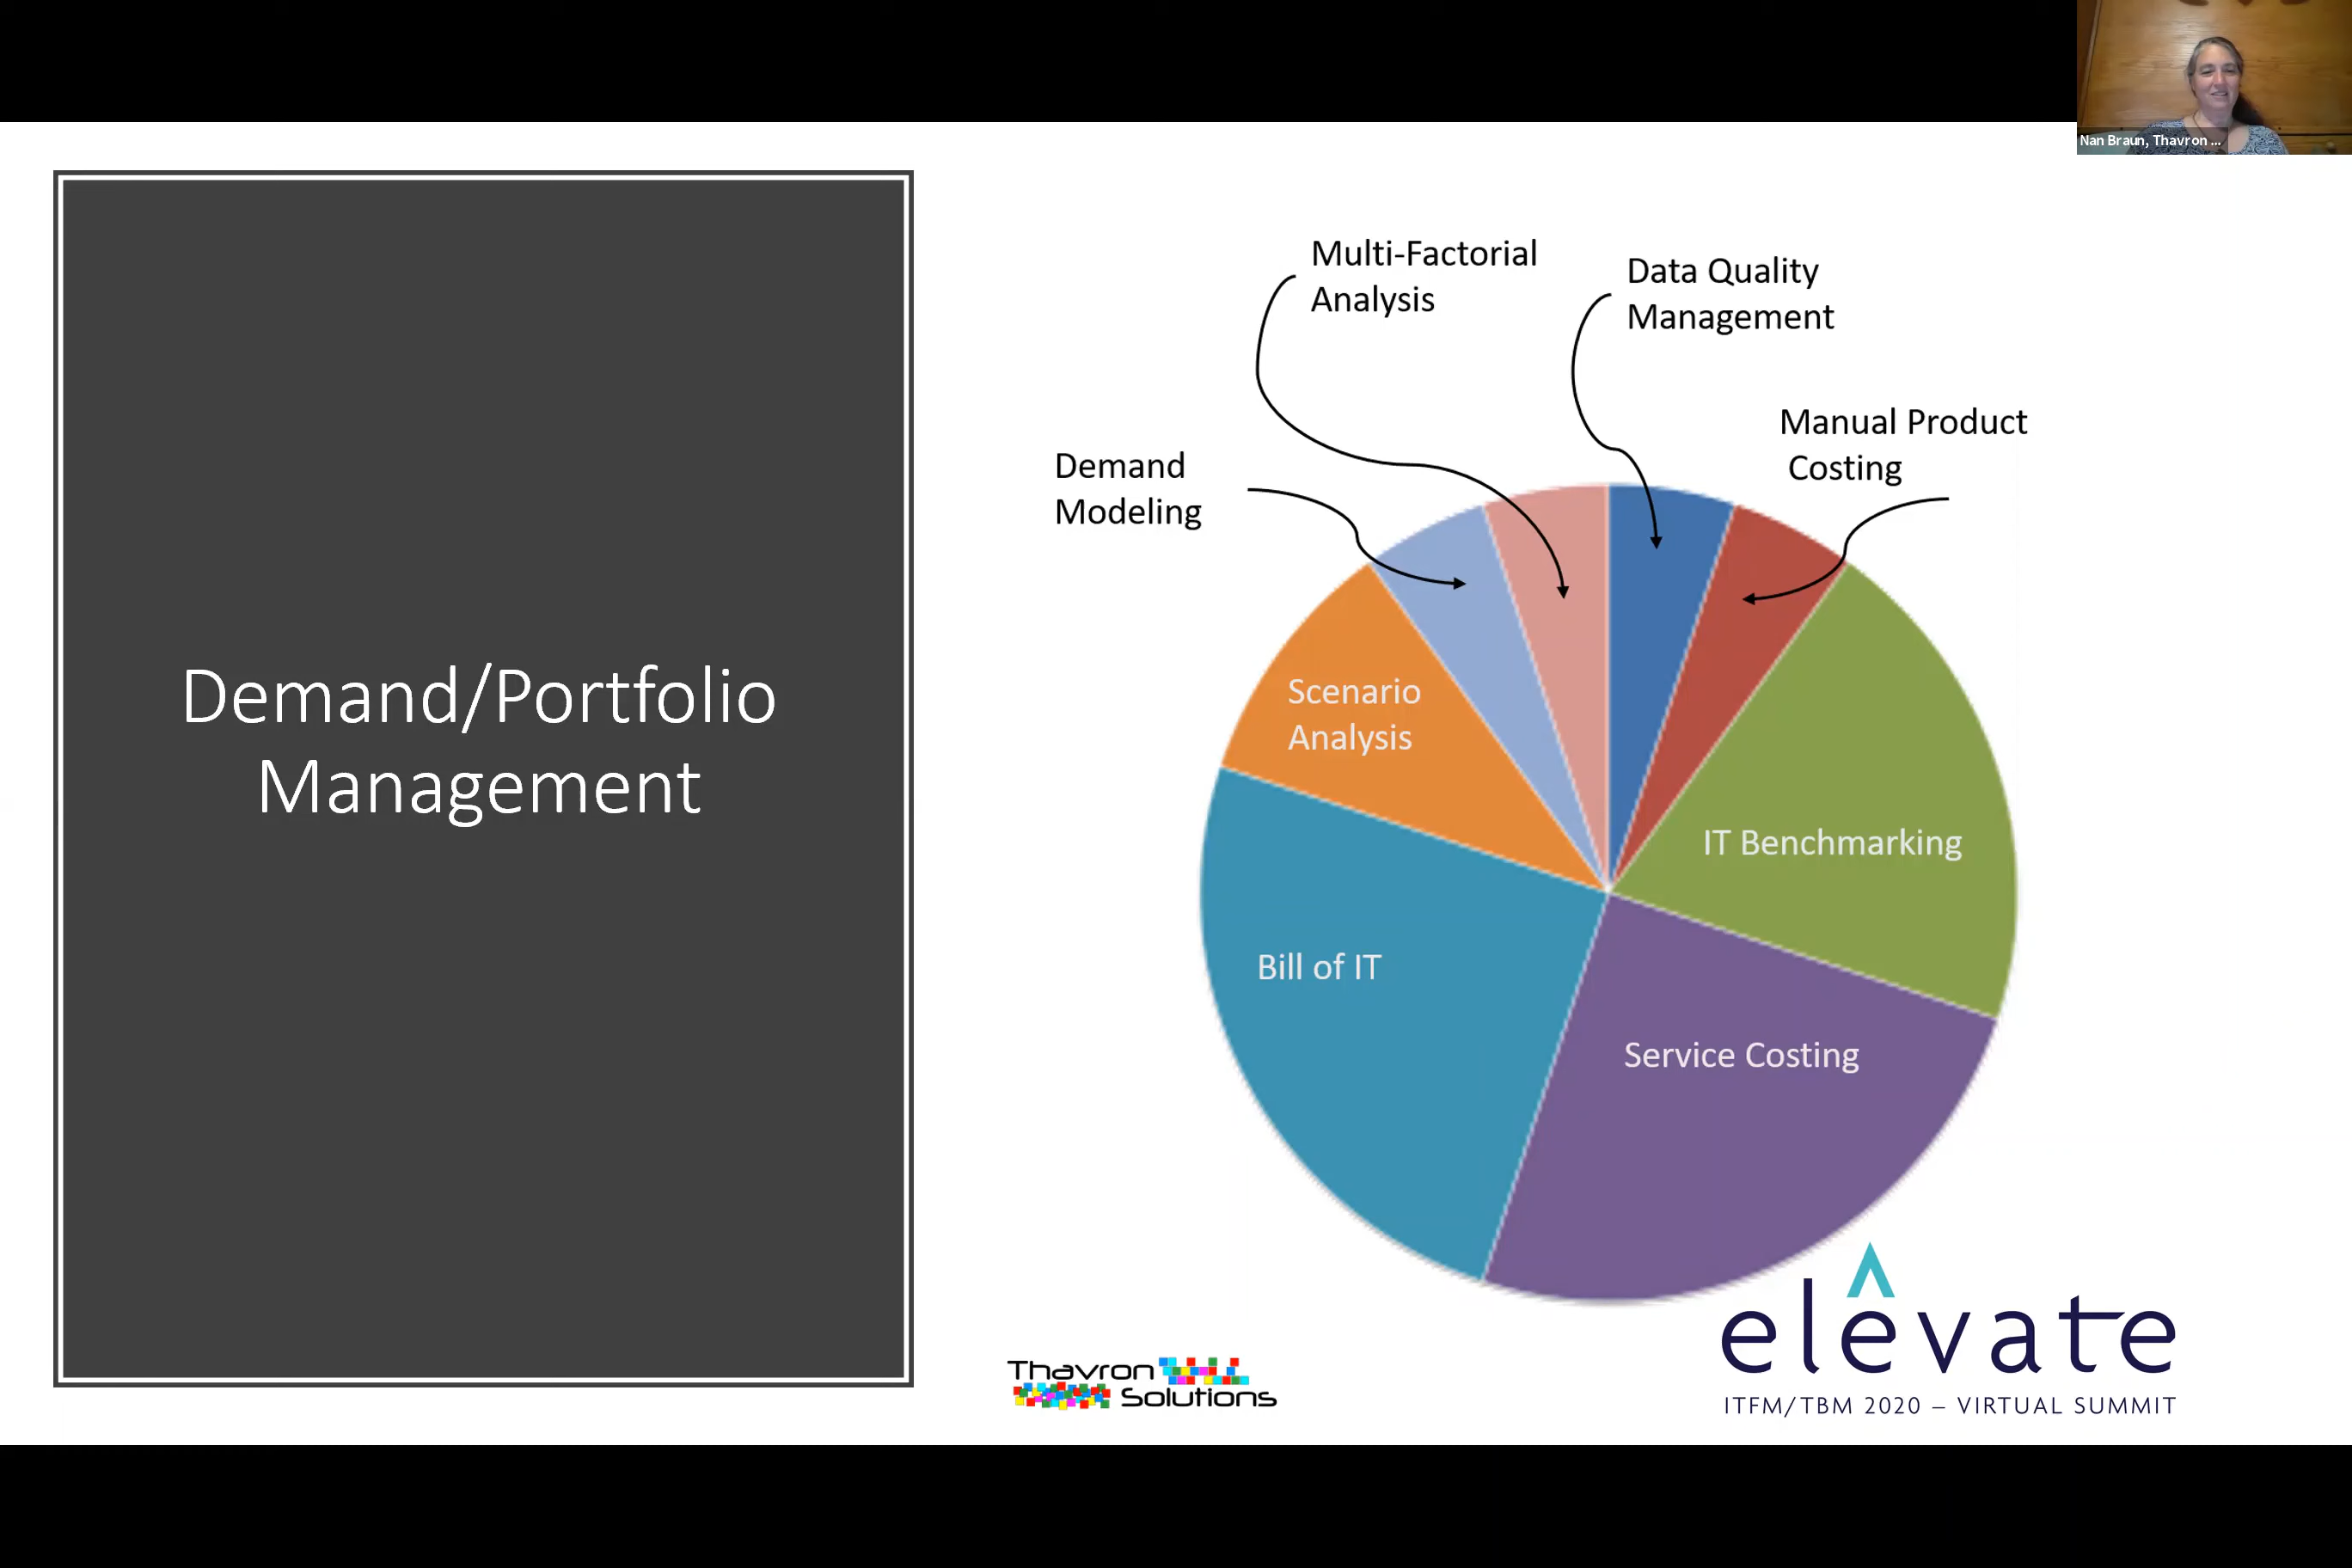 Nan Braun, Thavron ...
Demand/Portfolio
Management
Multi-Factorial
Analysis
Data Quality
Management
Manual Product
Costing
Demand
Modeling
Scenario
Analysis
IT Benchmarking
Bill of IT
Service Costing
Thavron
Solutions
elevate
ITFM/TBM 2020 – VIRTUAL SUMMIT